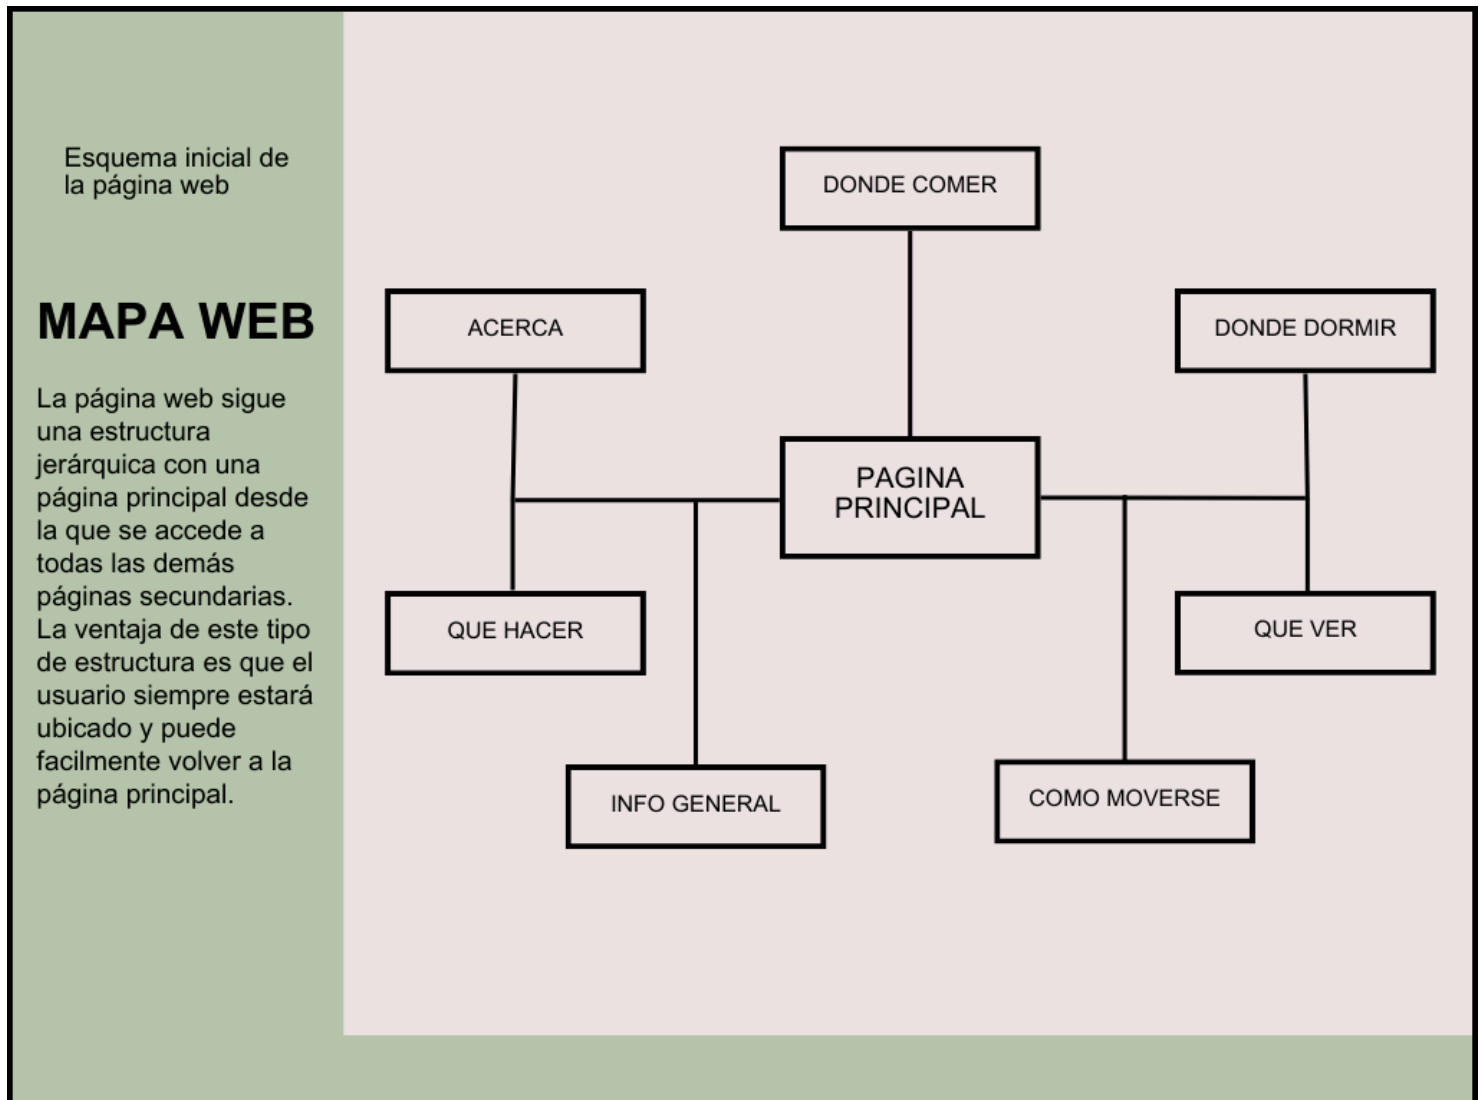 Esquema inicial de
la página web
MAPA WEB
La página web sigue
una estructura
jerárquica con una
página principal desde
la que se accede a
todas las demás
páginas secundarias.
La ventaja de este tipo
de estructura es que el
usuario siempre estará
ubicado y puede
facilmente volver a la
página principal.
DONDE COMER
ACERCA
DONDE DORMIR
PAGINA
PRINCIPAL
QUE HACER
QUE VER
INFO GENERAL
COMO MOVERSE